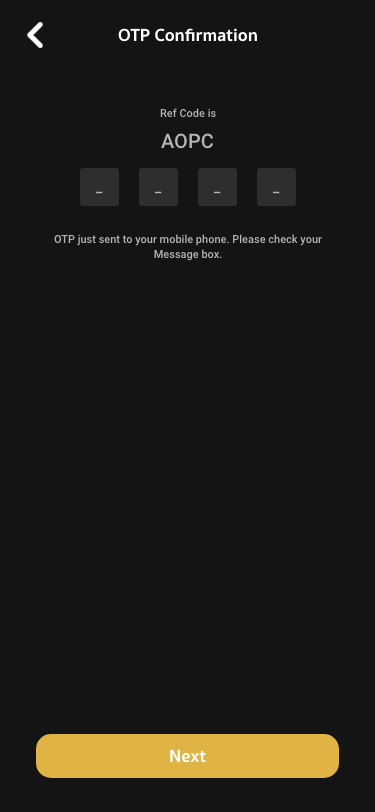 OTP Confirmation
Ref Code is
AOPC
_ _ _ _
OTP just sent to your mobile phone. Please check your
Message box.
Next